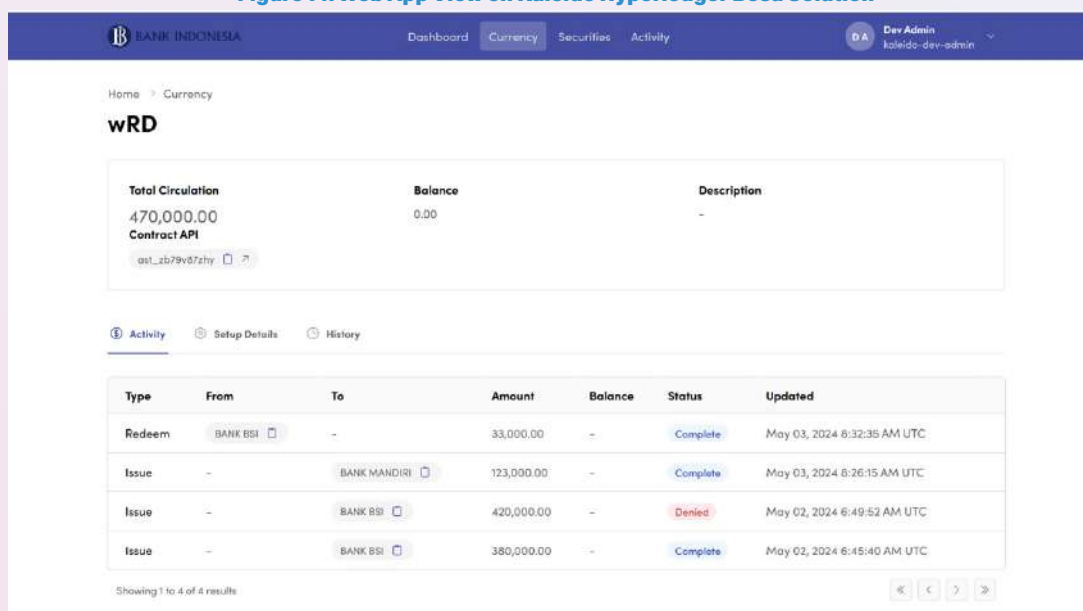 Figure 14. Web App View on Kaleido Hyperledger Besu Solution
BANK INDONESIA
Dashboard Currency Securities Activity
DA Dev Admin
kaleido-dev-admin
Home > Currency
wRD
Total Circulation Balance Description
470,000.00 0.00 -
Contract API
ast_zb79v87zhy
Activity Setup Details History
Type From To Amount Balance Status Updated
Redeem BANK BSI - 33,000.00 - Complete May 03, 2024 8:32:35 AM UTC
Issue - BANK MANDIRI 123,000.00 - Complete May 03, 2024 8:26:15 AM UTC
Issue - BANK BSI 420,000.00 - Denied May 02, 2024 6:49:52 AM UTC
Issue - BANK BSI 380,000.00 - Complete May 02, 2024 6:45:40 AM UTC
Showing 1 to 4 of 4 results